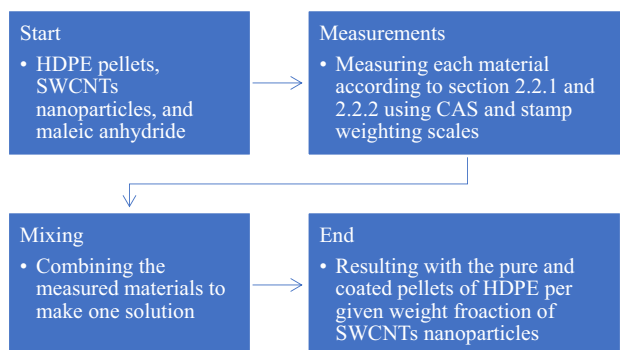 Start
• HDPE pellets,
SWCNTs
nanoparticles, and
maleic anhydride
Measurements
• Measuring each material
according to section 2.2.1 and
2.2.2 using CAS and stamp
weighting scales
Mixing
• Combining the
measured materials to
make one solution
End
• Resulting with the pure and
coated pellets of HDPE per
given weight froaction of
SWCNTs nanoparticles